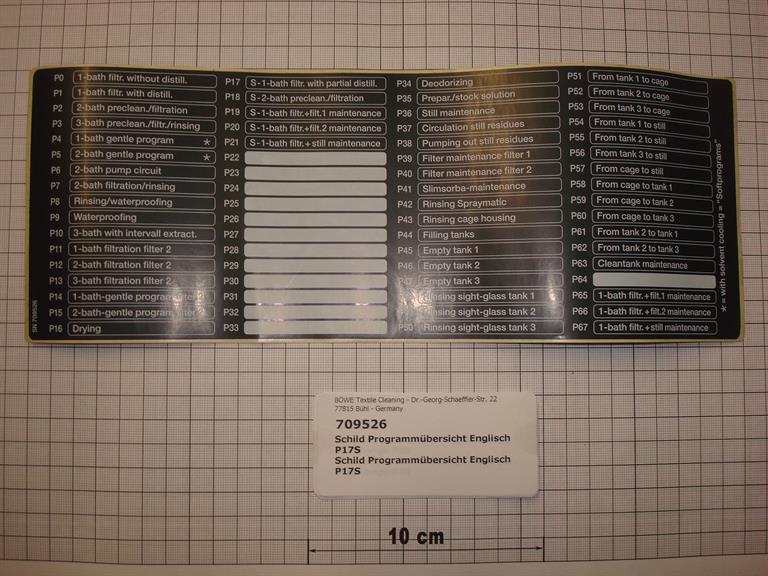 P0 1-bath filtr. without distill.
P1 1-bath filtr. with distill.
P2 2-bath preclean./filtration
P3 3-bath preclean./filtr./rinsing
P4 1-bath gentle program *
P5 2-bath gentle program *
P6 2-bath pump circuit
P7 2-bath filtration/rinsing
P8 Rinsing/waterproofing
P9 Waterproofing
P10 3-bath with intervall extract.
P11 1-bath filtration filter 2
P12 2-bath filtration filter 2
P13 3-bath filtration filter 2
P14 1-bath-gentle program filter 2
P15 2-bath-gentle program filter 2
P16 Drying
SN 709526
P17 S-1-bath filtr. with partial distill.
P18 S-2-bath preclean./filtration
P19 S-1-bath filtr.+filt.1 maintenance
P20 S-1-bath filtr.+filt.2 maintenance
P21 S-1-bath filtr.+still maintenance
P22
P23
P24
P25
P26
P27
P28
P29
P30
P31
P32
P33
P34 Deodorizing
P35 Prepar./stock solution
P36 Still maintenance
P37 Circulation still residues
P38 Pumping out still residues
P39 Filter maintenance filter 1
P40 Filter maintenance filter 2
P41 Slimsorba-maintenance
P42 Rinsing Spraymatic
P43 Rinsing cage housing
P44 Filling tanks
P45 Empty tank 1
P46 Empty tank 2
P47 Empty tank 3
Rinsing sight-glass tank 1
Rinsing sight-glass tank 2
P50 Rinsing sight-glass tank 3
P51 From tank 1 to cage
P52 From tank 2 to cage
P53 From tank 3 to cage
P54 From tank 1 to still
P55 From tank 2 to still
P56 From tank 3 to still
P57 From cage to still
P58 From cage to tank 1
P59 From cage to tank 2
P60 From cage to tank 3
P61 From tank 2 to tank 1
P62 From tank 2 to tank 3
P63 Cleantank maintenance
P64
P65 1-bath filtr.+filt.1 maintenance
P66 1-bath filtr.+filt.2 maintenance
P67 1-bath filtr.+still maintenance
* = with solvent cooling = "Softprograms"
BÖWE Textile Cleaning - Dr.-Georg-Schaeffler-Str. 22
77815 Bühl - Germany
709526
Schild Programmübersicht Englisch
P17S
Schild Programmübersicht Englisch
P17S
10 cm